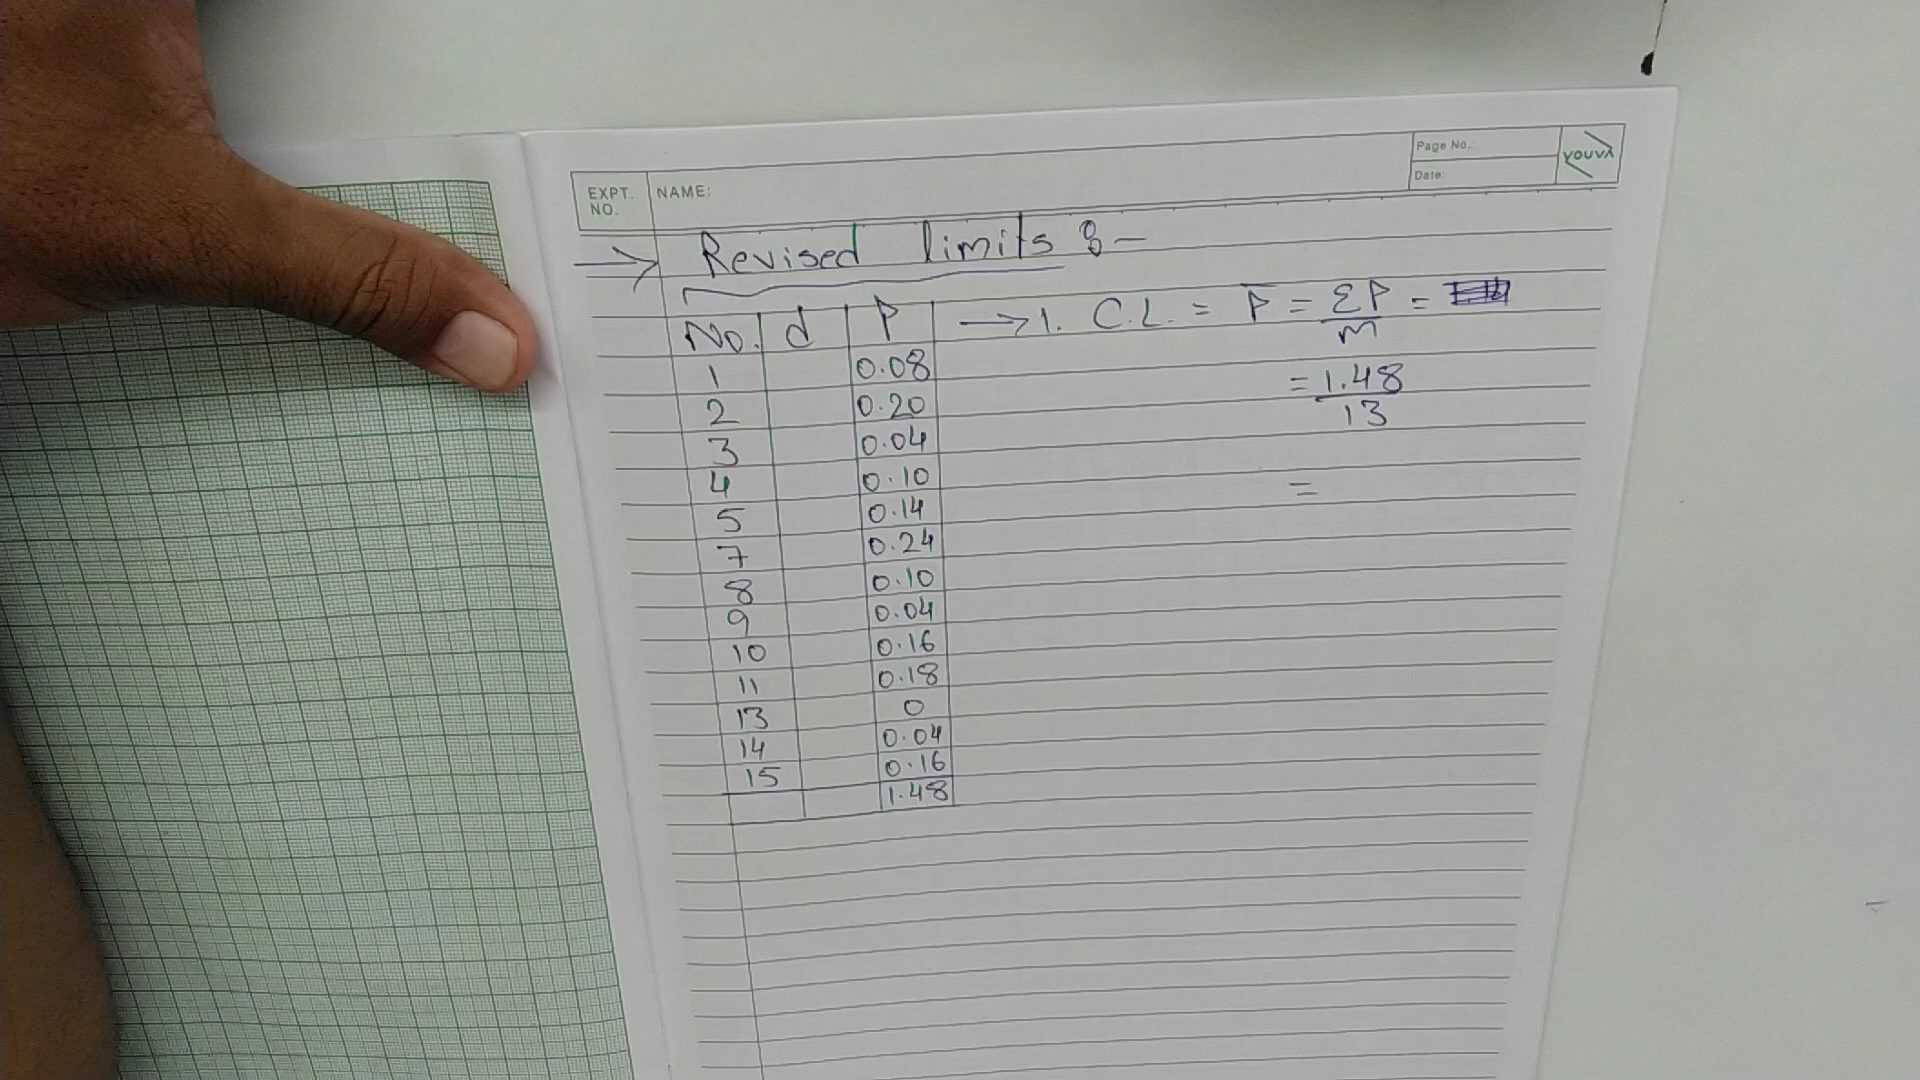 EXPT. NO. NAME: Page No.: Date: YOUVA
→ Revised limits :-
No. d P → 1. C.L. = P̄ = ΣP/m =
1 0.08
2 0.20 = 1.48/13
3 0.04
4 0.10
5 0.14 =
7 0.24
8 0.10
9 0.04
10 0.16
11 0.18
13 0
14 0.04
15 0.16
1.48